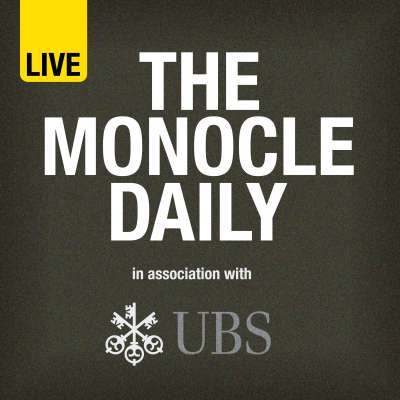 LIVE
THE
MONOCLE
DAILY
in association with
UBS